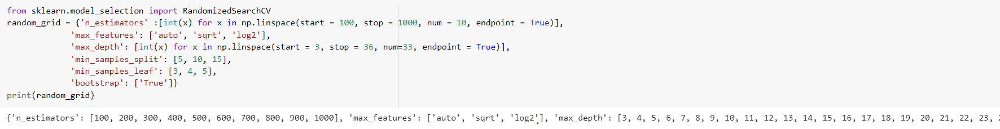 from sklearn.model_selection import RandomizedSearchCV
random_grid = {'n_estimators' :[int(x) for x in np.linspace(start = 100, stop = 1000, num = 10, endpoint = True)],
             'max_features': ['auto', 'sqrt', 'log2'],
             'max_depth': [int(x) for x in np.linspace(start = 3, stop = 36, num=33, endpoint = True)],
             'min_samples_split': [5, 10, 15],
             'min_samples_leaf': [3, 4, 5],
             'bootstrap': ['True']}
print(random_grid)
{'n_estimators': [100, 200, 300, 400, 500, 600, 700, 800, 900, 1000], 'max_features': ['auto', 'sqrt', 'log2'], 'max_depth': [3, 4, 5, 6, 7, 8, 9, 10, 11, 12, 13, 14, 15, 16, 17, 18, 19, 20, 21, 22, 23,